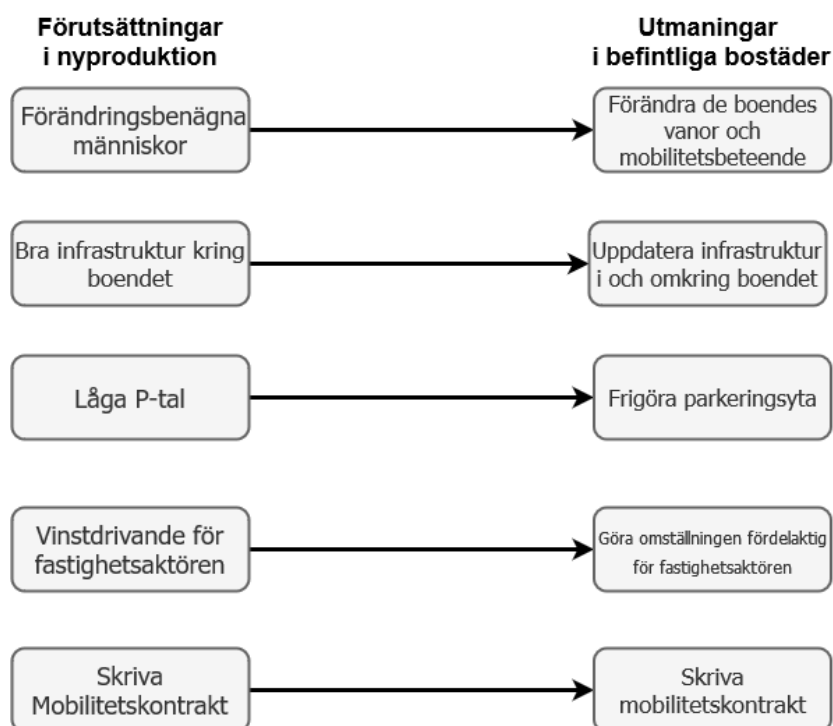 Förutsättningar
i nyproduktion
Utmaningar
i befintliga bostäder
Förändringsbenägna
människor
Förändra de boendes
vanor och
mobilitetsbeteende
Bra infrastruktur kring
boendet
Uppdatera infrastruktur
i och omkring boendet
Låga P-tal
Frigöra parkeringsyta
Vinstdrivande för
fastighetsaktören
Göra omställningen fördelaktig
för fastighetsaktören
Skriva
Mobilitetskontrakt
Skriva
mobilitetskontrakt